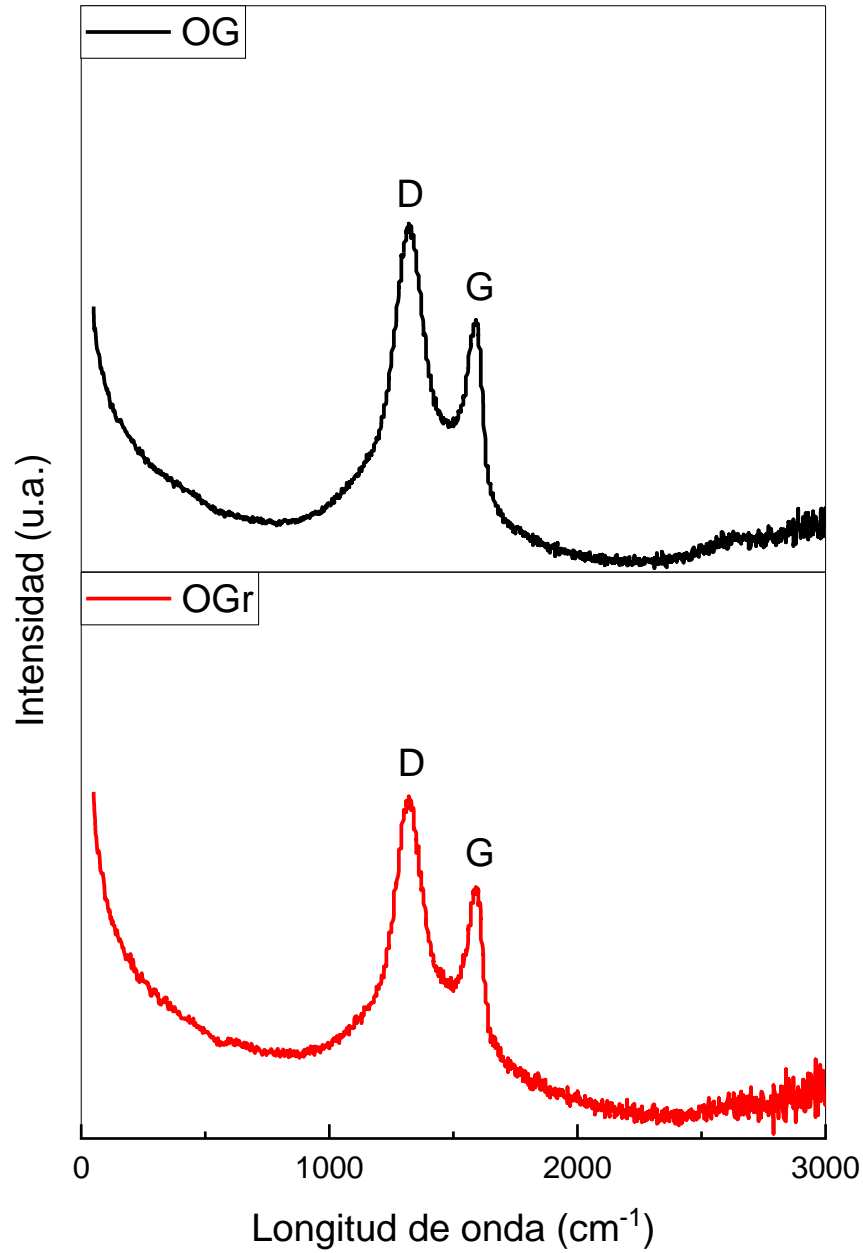 OG
D
G
Intensidad (u.a.)
OGr
D
G
0 1000 2000 3000
Longitud de onda (cm⁻¹)